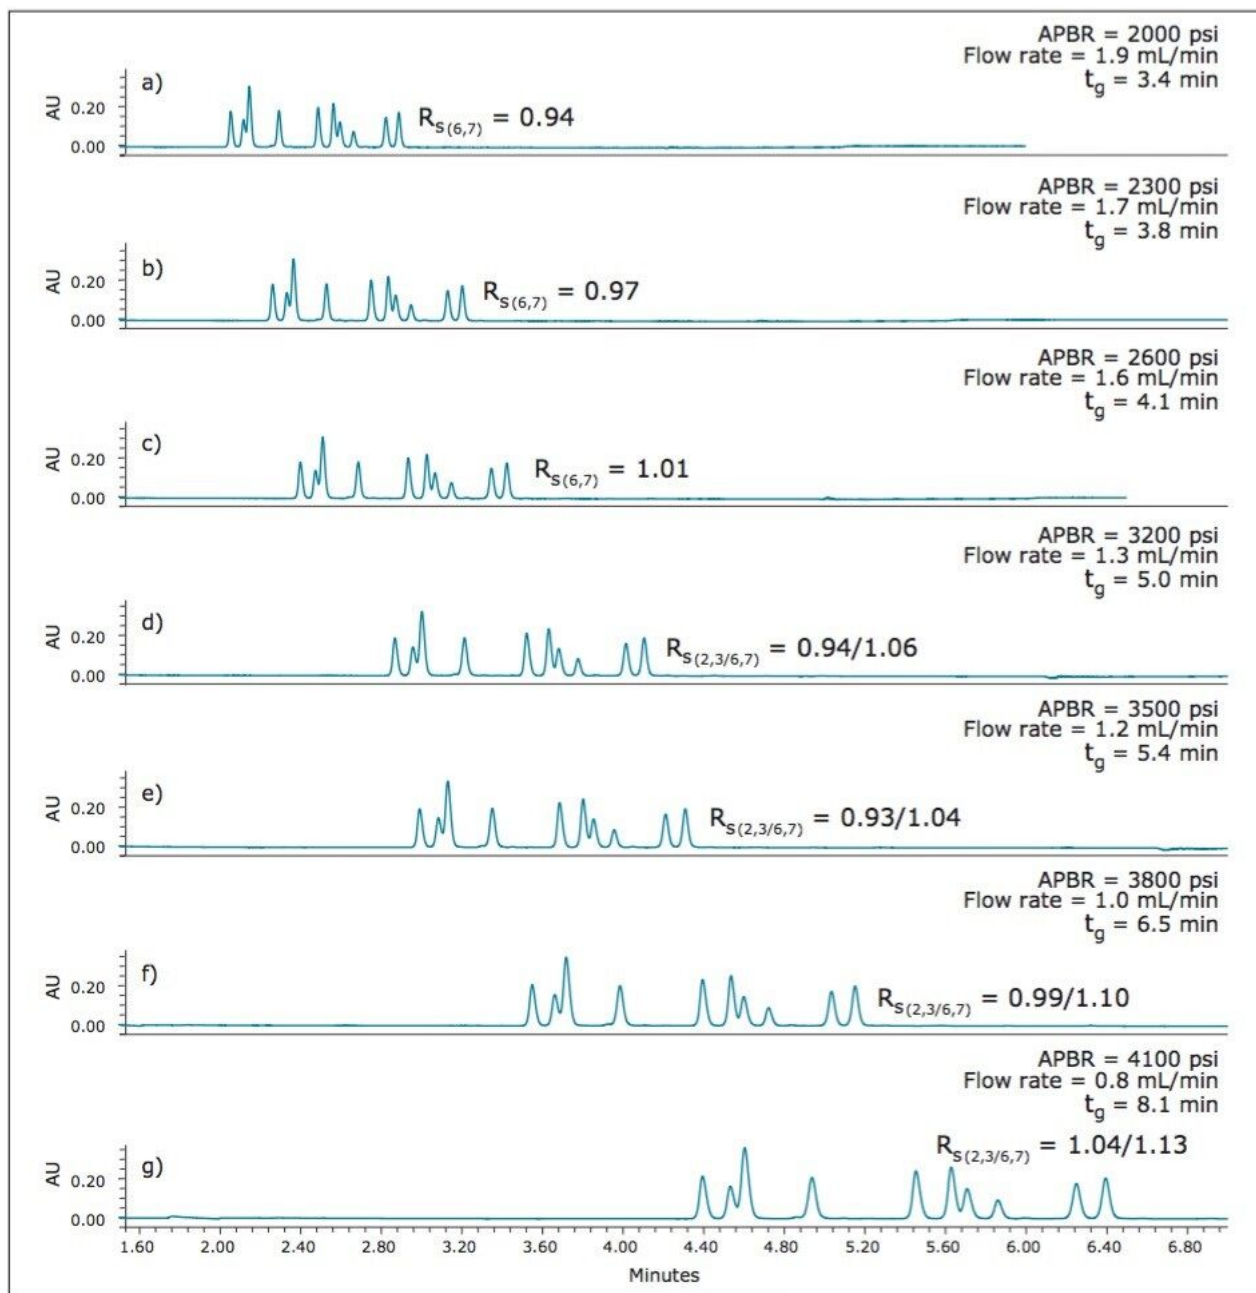 APBR = 2000 psi
Flow rate = 1.9 mL/min
tg = 3.4 min
a)
AU
0.20
0.00
Rs(6,7) = 0.94
APBR = 2300 psi
Flow rate = 1.7 mL/min
tg = 3.8 min
b)
AU
0.20
0.00
Rs(6,7) = 0.97
APBR = 2600 psi
Flow rate = 1.6 mL/min
tg = 4.1 min
c)
AU
0.20
0.00
Rs(6,7) = 1.01
APBR = 3200 psi
Flow rate = 1.3 mL/min
tg = 5.0 min
d)
AU
0.20
0.00
Rs(2,3/6,7) = 0.94/1.06
APBR = 3500 psi
Flow rate = 1.2 mL/min
tg = 5.4 min
e)
AU
0.20
0.00
Rs(2,3/6,7) = 0.93/1.04
APBR = 3800 psi
Flow rate = 1.0 mL/min
tg = 6.5 min
f)
AU
0.20
0.00
Rs(2,3/6,7) = 0.99/1.10
APBR = 4100 psi
Flow rate = 0.8 mL/min
tg = 8.1 min
g)
AU
0.20
0.00
Rs(2,3/6,7) = 1.04/1.13
1.60 2.00 2.40 2.80 3.20 3.60 4.00 4.40 4.80 5.20 5.60 6.00 6.40 6.80
Minutes